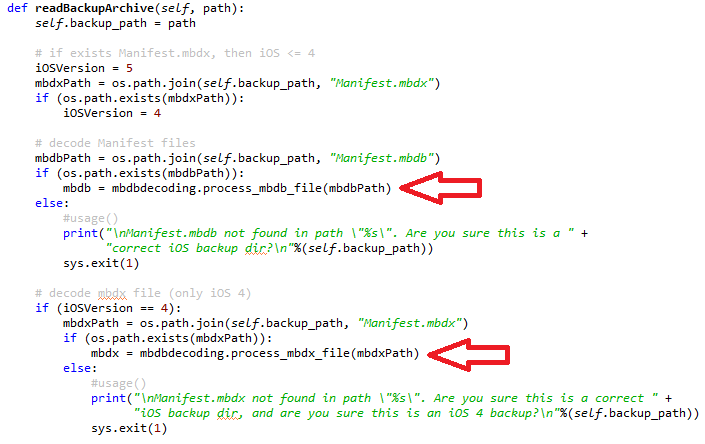 def readBackupArchive(self, path):
    self.backup_path = path

    # if exists Manifest.mbdx, then iOS <= 4
    iOSVersion = 5
    mbdxPath = os.path.join(self.backup_path, "Manifest.mbdx")
    if (os.path.exists(mbdxPath)):
        iOSVersion = 4

    # decode Manifest files
    mbdbPath = os.path.join(self.backup_path, "Manifest.mbdb")
    if (os.path.exists(mbdbPath)):
        mbdb = mbdbdecoding.process_mbdb_file(mbdbPath)
    else:
        #usage()
        print("\nManifest.mbdb not found in path \"%s\". Are you sure this is a " +
              "correct iOS backup dir?\n"%(self.backup_path))
        sys.exit(1)

    # decode mbdx file (only iOS 4)
    if (iOSVersion == 4):
        mbdxPath = os.path.join(self.backup_path, "Manifest.mbdx")
        if (os.path.exists(mbdxPath)):
            mbdx = mbdbdecoding.process_mbdx_file(mbdxPath)
        else:
            #usage()
            print("\nManifest.mbdx not found in path \"%s\". Are you sure this is a correct " +
                  "iOS backup dir, and are you sure this is an iOS 4 backup?\n"%(self.backup_path))
            sys.exit(1)